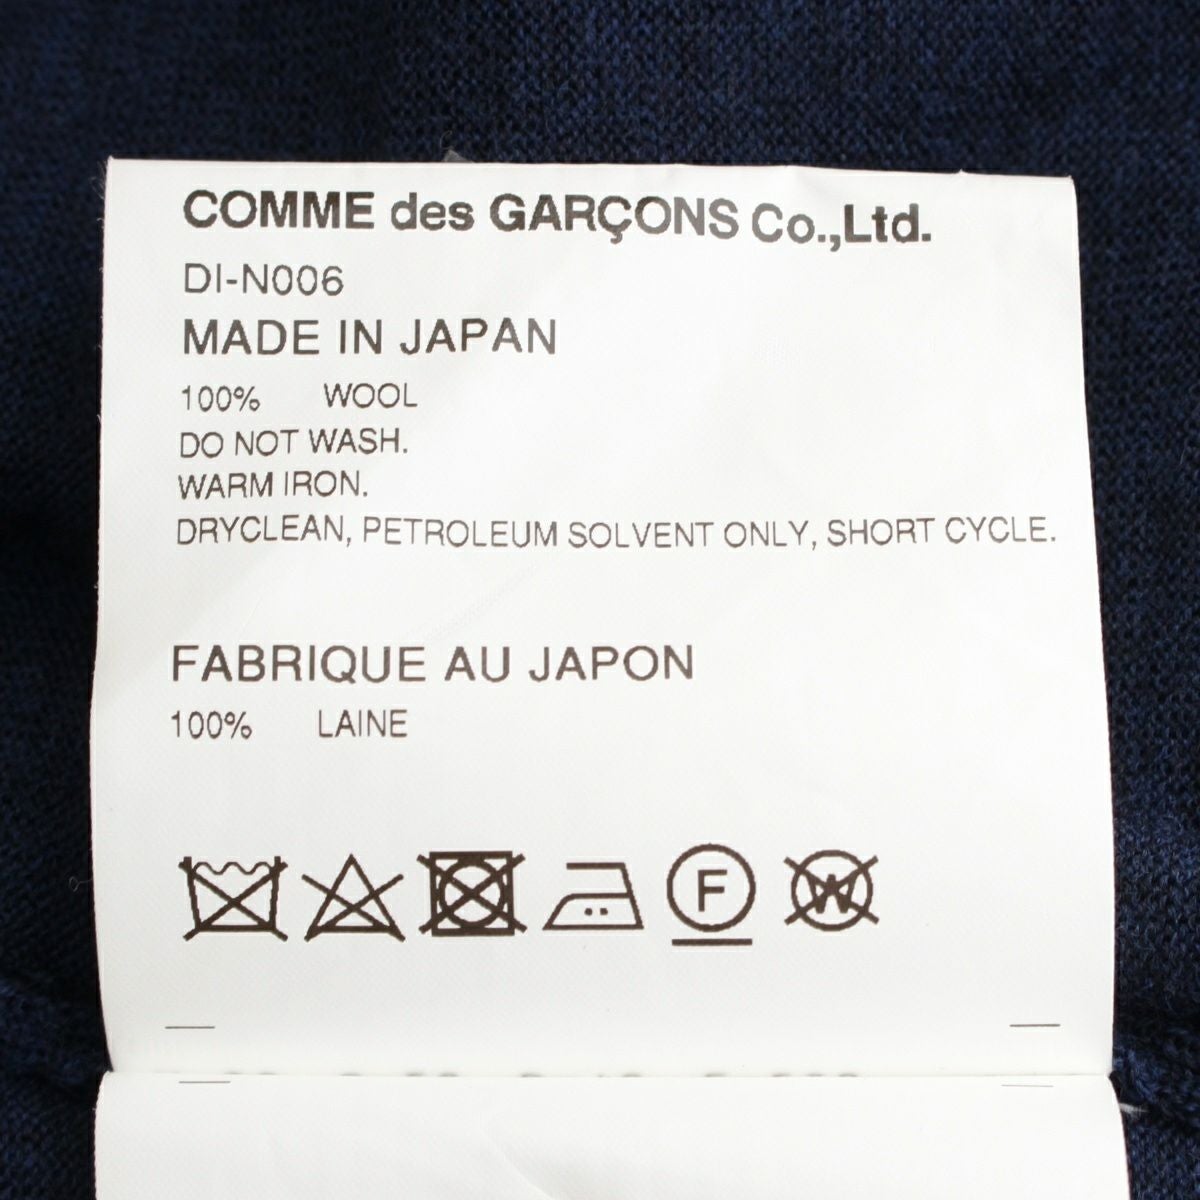 COMME des GARÇONS Co.,Ltd.
DI-N006
MADE IN JAPAN
100% WOOL
DO NOT WASH.
WARM IRON.
DRYCLEAN, PETROLEUM SOLVENT ONLY, SHORT CYCLE.
FABRIQUE AU JAPON
100% LAINE
F W